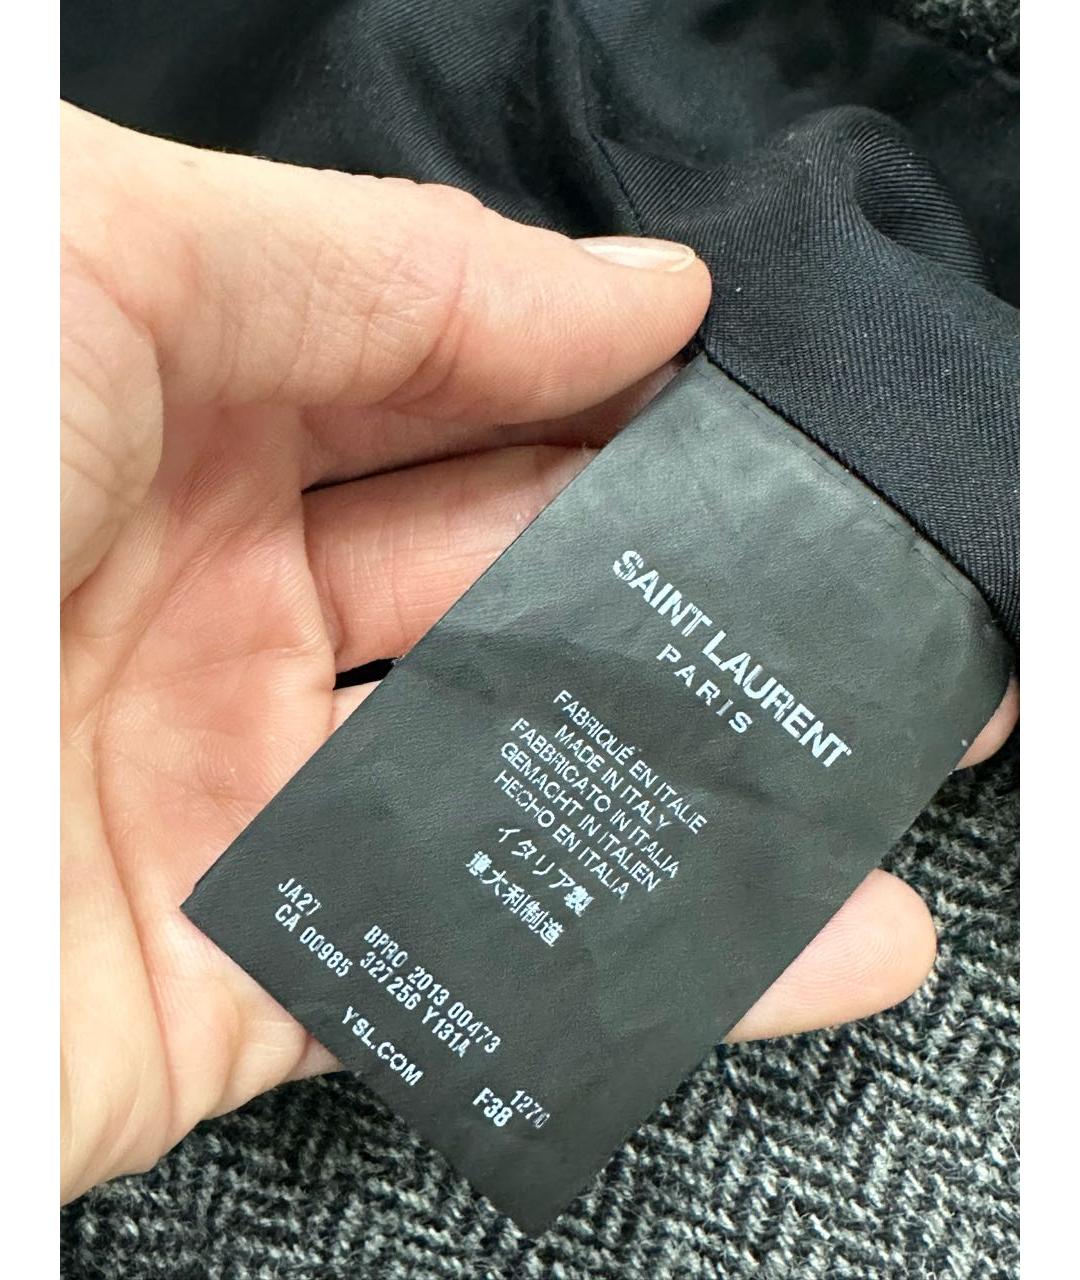 SAINT LAURENT
PARIS
FABRIQUÉ EN ITALIE
MADE IN ITALY
FABBRICATO IN ITALIA
GEMACHT IN ITALIEN
HECHO EN ITALIA
イタリア製
意大利制造
JA27 BPRC 2013 00473 1270
CA 00985 327256 Y131A F38
YSL.COM